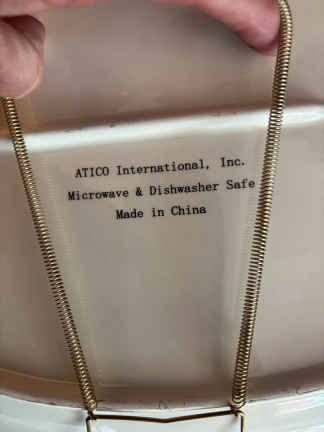 ATICO International, Inc.
Microwave & Dishwasher Safe
Made in China